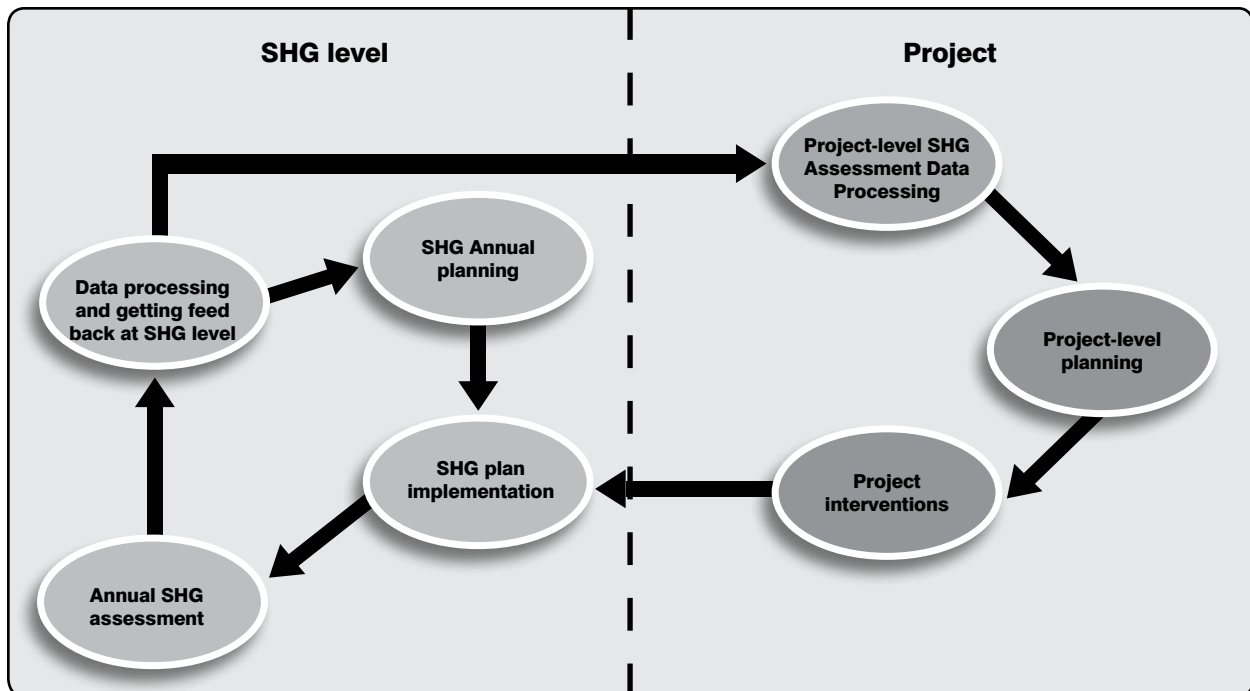 SHG level
Project
Project-level SHG
Assessment Data
Processing
SHG Annual
planning
Data processing
and getting feed
back at SHG level
Project-level
planning
SHG plan
implementation
Project
interventions
Annual SHG
assessment